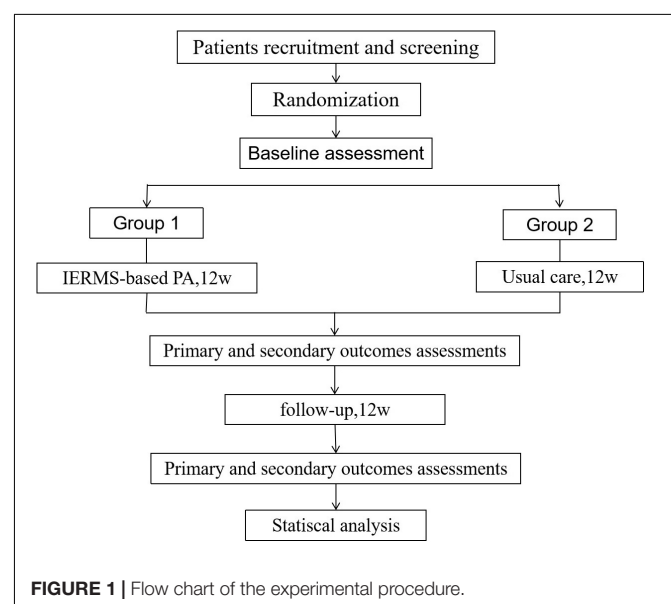 Patients recruitment and screening
Randomization
Baseline assessment
Group 1
Group 2
IERMS-based PA,12w
Usual care,12w
Primary and secondary outcomes assessments
follow-up,12w
Primary and secondary outcomes assessments
Statiscal analysis
FIGURE 1 | Flow chart of the experimental procedure.